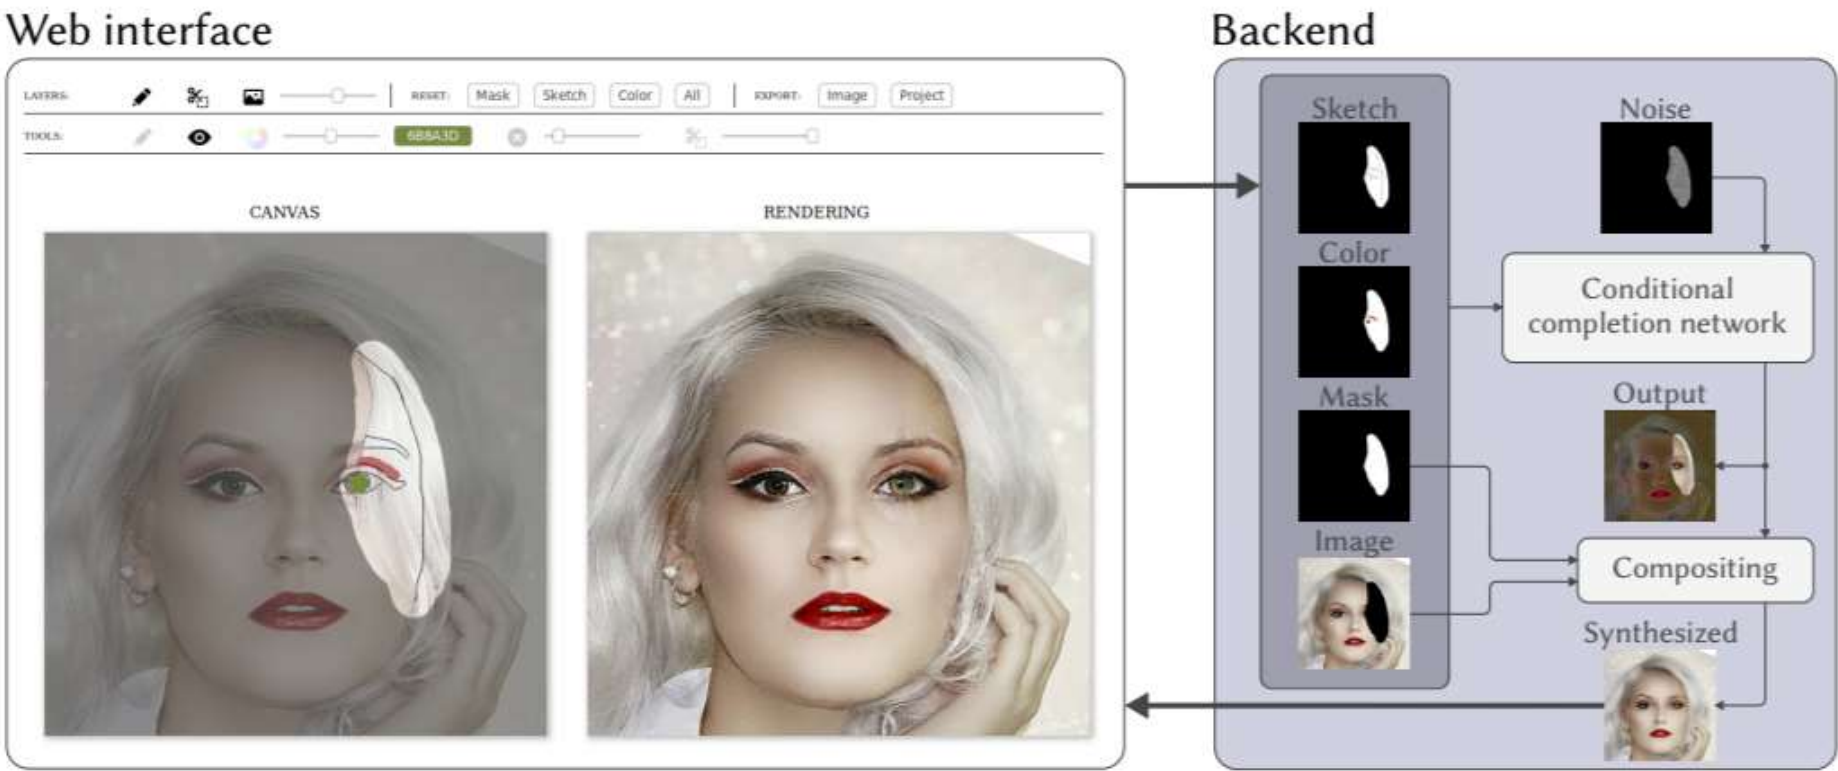 Web interface
LAYERS:
RESET: Mask Sketch Color All
EXPORT: Image Project
TOOLS:
6B8A3D
CANVAS
RENDERING
Backend
Sketch
Color
Mask
Image
Noise
Conditional
completion network
Output
Compositing
Synthesized